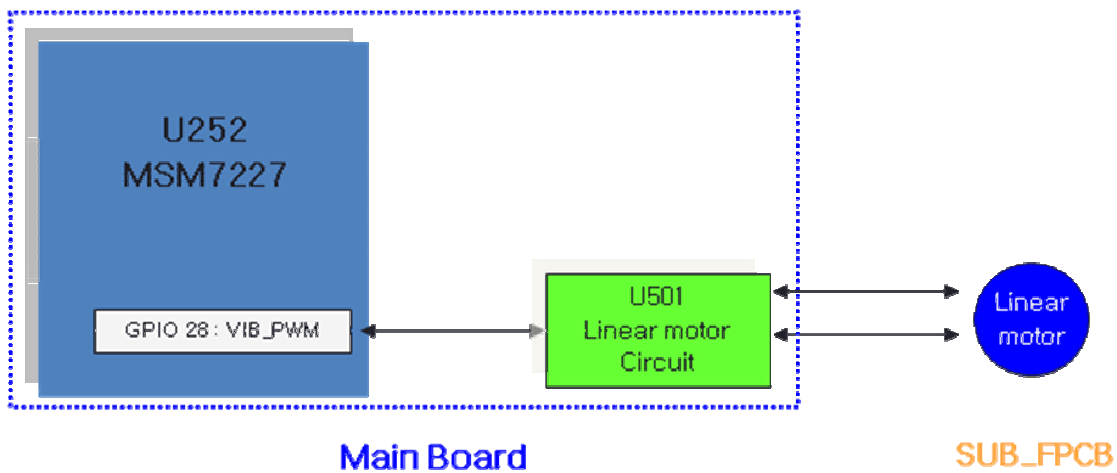 U252
MSM7227
GPIO 28 : VIB_PWM
U501
Linear motor
Circuit
Linear
motor
Main Board
SUB_FPCB